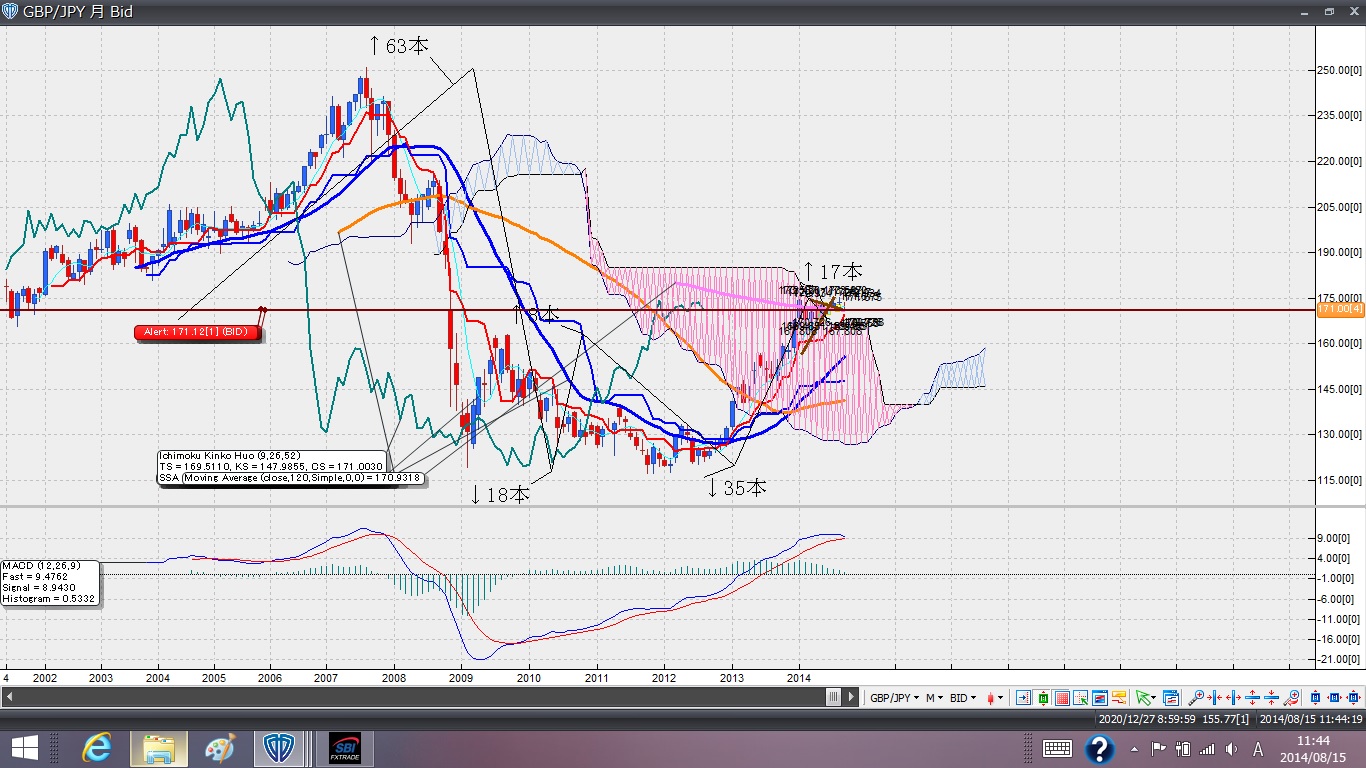 GBP/JPY 月 Bid
↑63本
250.00[0]
235.00[0]
220.00[0]
205.00[0]
190.00[0]
↑17本
175.00[0]
171.00[4]
Alert: 171.12[1] (BID)
160.00[0]
145.00[0]
130.00[0]
115.00[0]
Ichimoku Kinko Huo (9,26,52)
TS = 169.5110, KS = 147.9855, CS = 171.0030
SSA (Moving Average (close,120,Simple,0,0) = 170.9318
↓18本
↓35本
9.00[0]
4.00[0]
-1.00[0]
-6.00[0]
-11.00[0]
-16.00[0]
-21.00[0]
MACD (12,26,9)
Fast = 9.4762
Signal = 8.9430
Histogram = 0.5332
4 2002 2003 2004 2005 2006 2007 2008 2009 2010 2011 2012 2013 2014
GBP/JPY M BID
2020/12/27 8:59:59 155.77[1] 2014/08/15 11:44:19
SBI
FXTRADE
A
11:44
2014/08/15